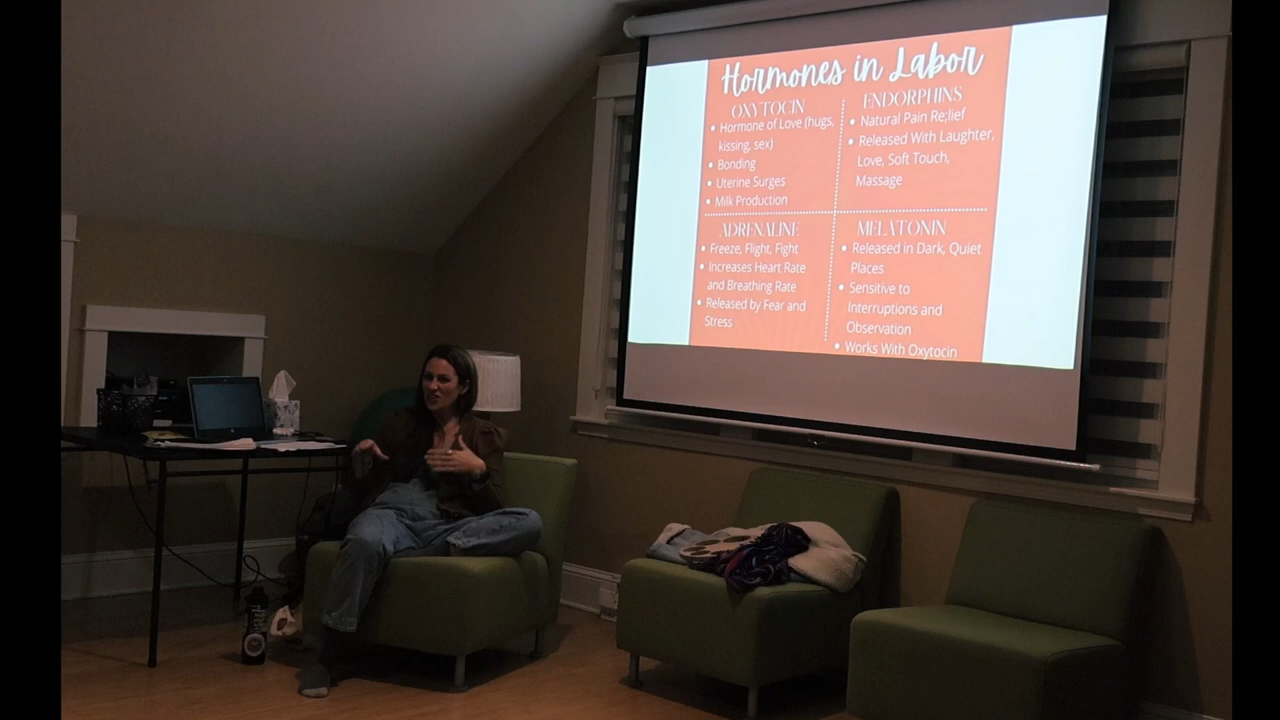 Hormones in Labor
OXYTOCIN
• Hormone of Love (hugs,
kissing, sex)
• Bonding
• Uterine Surges
• Milk Production
ENDORPHINS
• Natural Pain Re;lief
• Released With Laughter,
Love, Soft Touch,
Massage
ADRENALINE
• Freeze, Flight, Fight
• Increases Heart Rate
and Breathing Rate
• Released by Fear and
Stress
MELATONIN
• Released in Dark, Quiet
Places
• Sensitive to
Interruptions and
Observation
• Works With Oxytocin